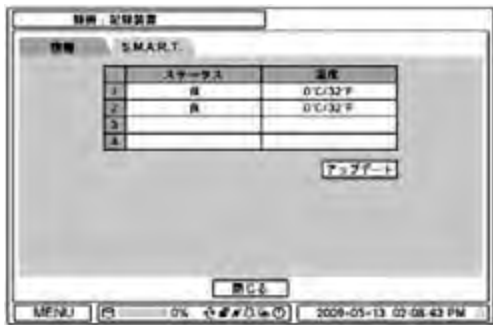 録画 : 記録装置
情報 S.M.A.R.T.
ステータス 温度
1 良 0℃/32℉
2 良 0℃/32℉
3
4
アップデート
閉じる
MENU 0% 2009-05-13 02:08:43 PM